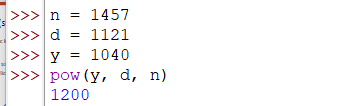 >>> n = 1457
>>> d = 1121
>>> y = 1040
>>> pow(y, d, n)
1200